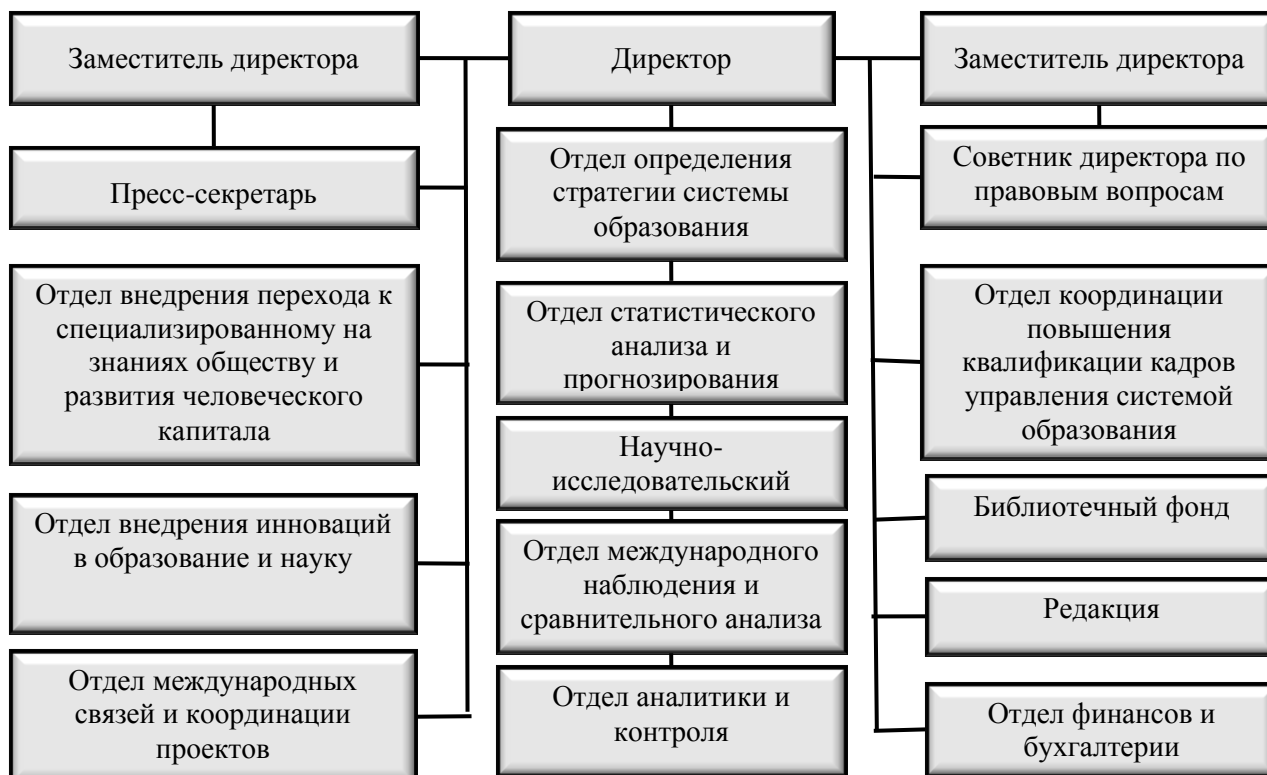 Заместитель директора
Директор
Заместитель директора
Пресс-секретарь
Отдел определения
стратегии системы
образования
Советник директора по
правовым вопросам
Отдел внедрения перехода к
специализированному на
знаниях обществу и
развития человеческого
капитала
Отдел статистического
анализа и
прогнозирования
Отдел координации
повышения
квалификации кадров
управления системой
образования
Научно-
исследовательский
Отдел внедрения инноваций
в образование и науку
Отдел международного
наблюдения и
сравнительного анализа
Библиотечный фонд
Редакция
Отдел международных
связей и координации
проектов
Отдел аналитики и
контроля
Отдел финансов и
бухгалтерии